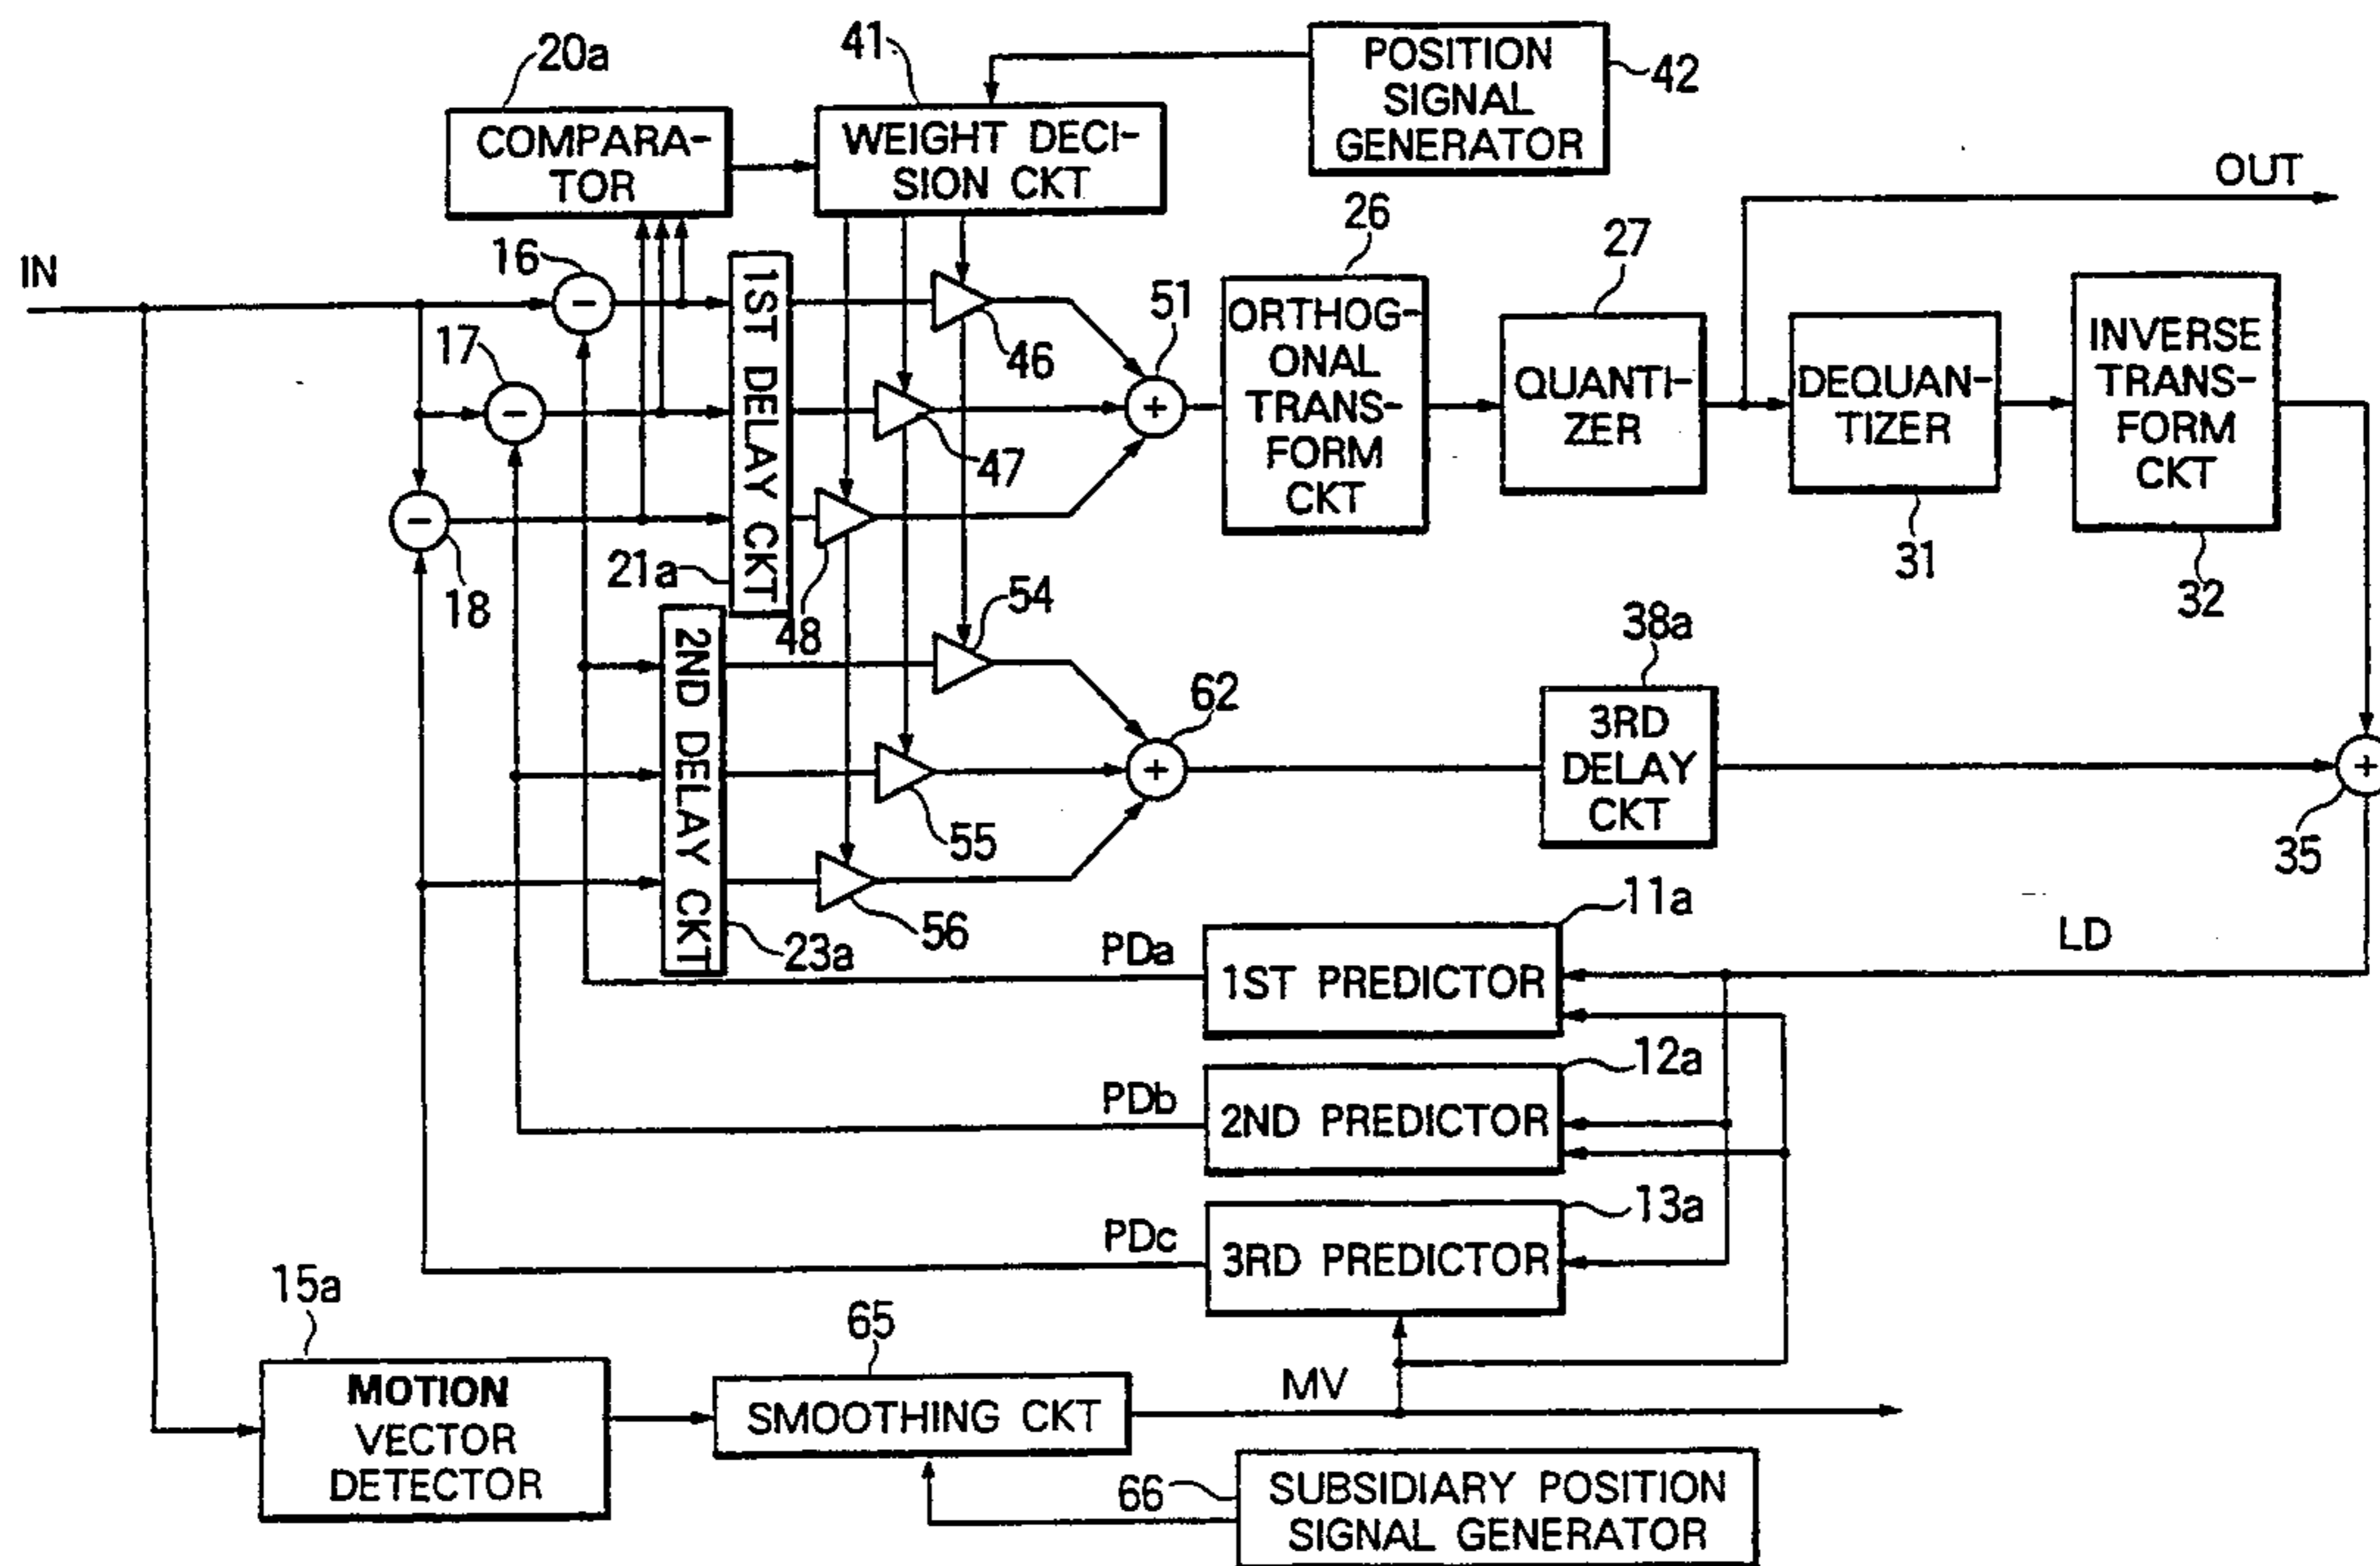 20a
41
POSITION
SIGNAL
GENERATOR
42
COMPARA-
TOR
WEIGHT DECI-
SION CKT
OUT
IN
16
26
27
1ST DELAY CKT
46
51
ORTHOG-
ONAL
TRANS-
FORM
CKT
QUANTI-
ZER
DEQUAN-
TIZER
INVERSE
TRANS-
FORM
CKT
17
47
18
21a
48
31
32
2ND DELAY CKT
54
62
38a
3RD
DELAY
CKT
55
35
56
23a
PDa
11a
1ST PREDICTOR
LD
PDb
12a
2ND PREDICTOR
PDc
13a
3RD PREDICTOR
15a
MOTION
VECTOR
DETECTOR
65
SMOOTHING CKT
MV
66
SUBSIDIARY POSITION
SIGNAL GENERATOR